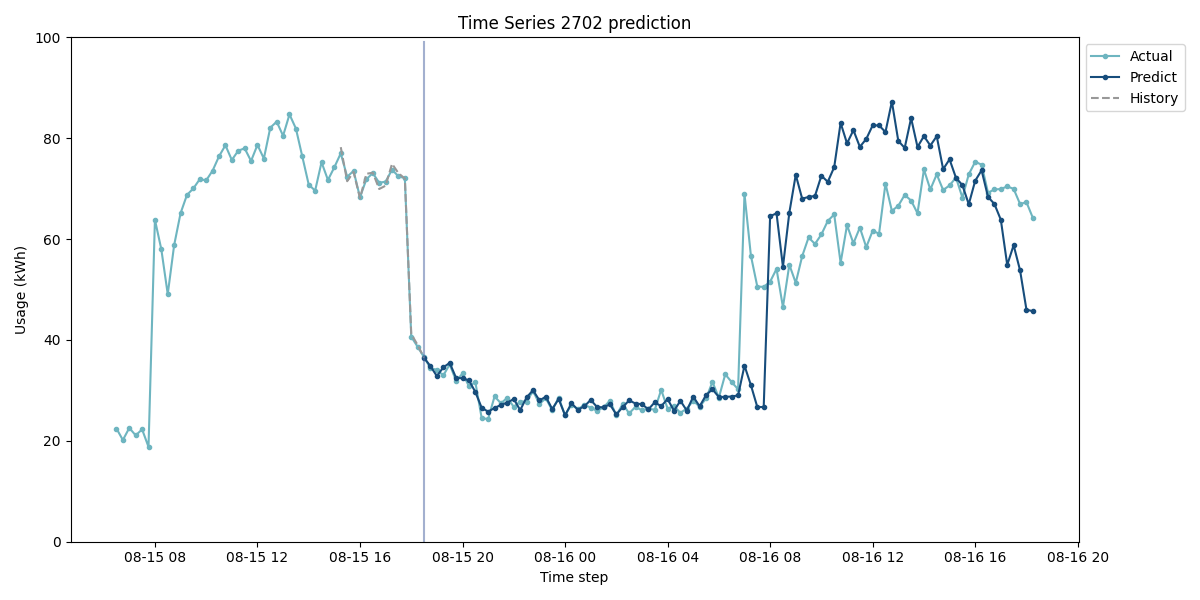 Time Series 2702 prediction
100
80
60
40
20
0
Usage (kWh)
08-15 08
08-15 12
08-15 16
08-15 20
08-16 00
08-16 04
08-16 08
08-16 12
08-16 16
08-16 20
Time step
Actual
Predict
History